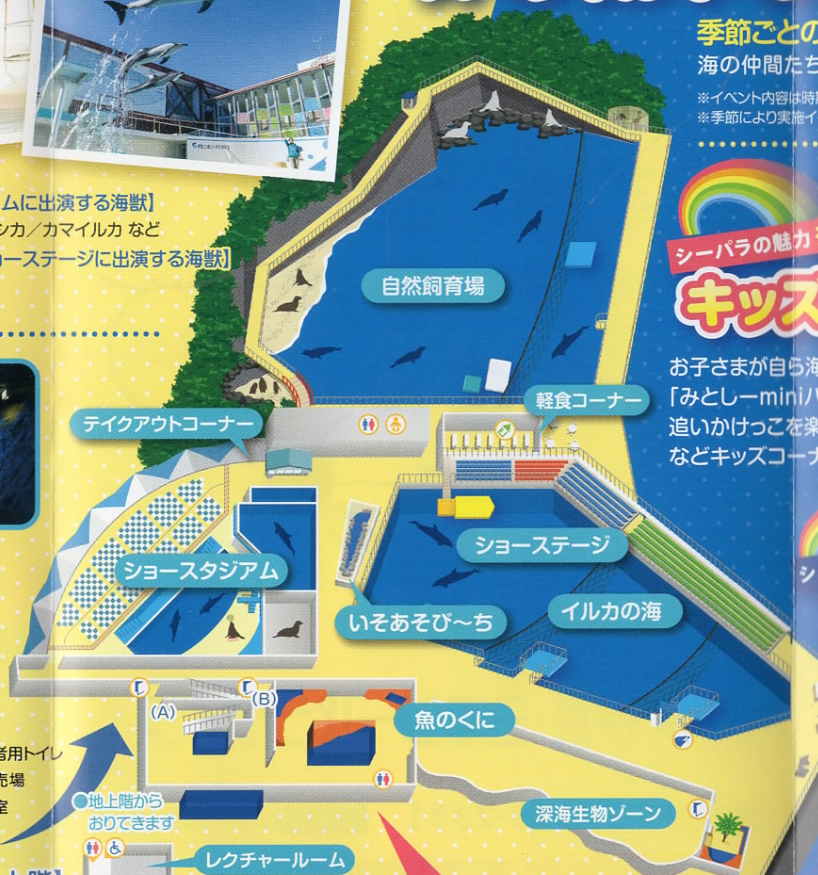 季節ごとの
海の仲間たち
※イベント内容は時
※季節により実施イ
ムに出演する海獣】
シカ／カマイルカ など
ョーステージに出演する海獣】
シーパラの魅力
キッズ
お子さまが自ら海
「みとしーminiハ
追いかけっこを楽
などキッズコーナ
自然飼育場
軽食コーナー
テイクアウトコーナー
ショーステージ
ショースタジアム
いそあそび〜ち
イルカの海
(A)
(B)
魚のくに
者用トイレ
売場
室
●地上階から
おりてきます
深海生物ゾーン
レクチャールーム